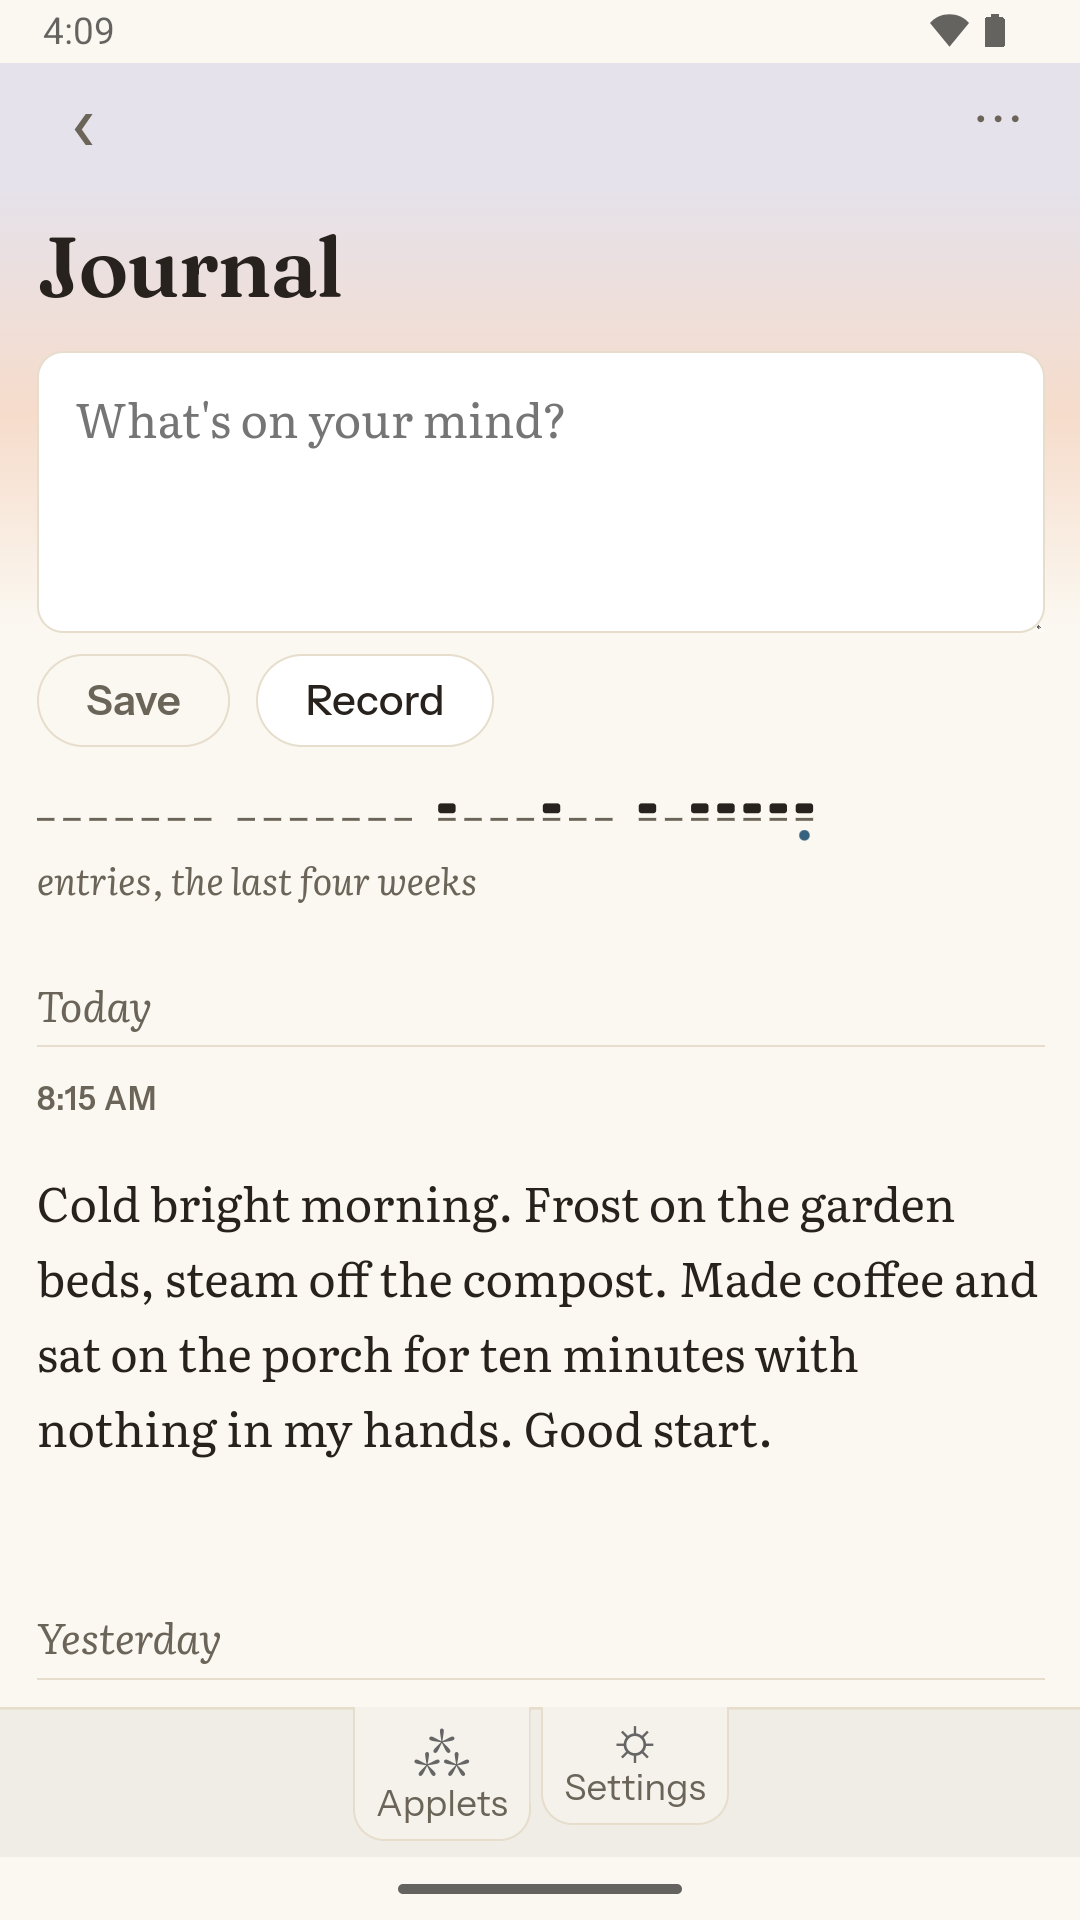 4:09
Journal
What's on your mind?
Save
Record
entries, the last four weeks
Today
8:15 AM
Cold bright morning. Frost on the garden
beds, steam off the compost. Made coffee and
sat on the porch for ten minutes with
nothing in my hands. Good start.
Yesterday
Applets
Settings